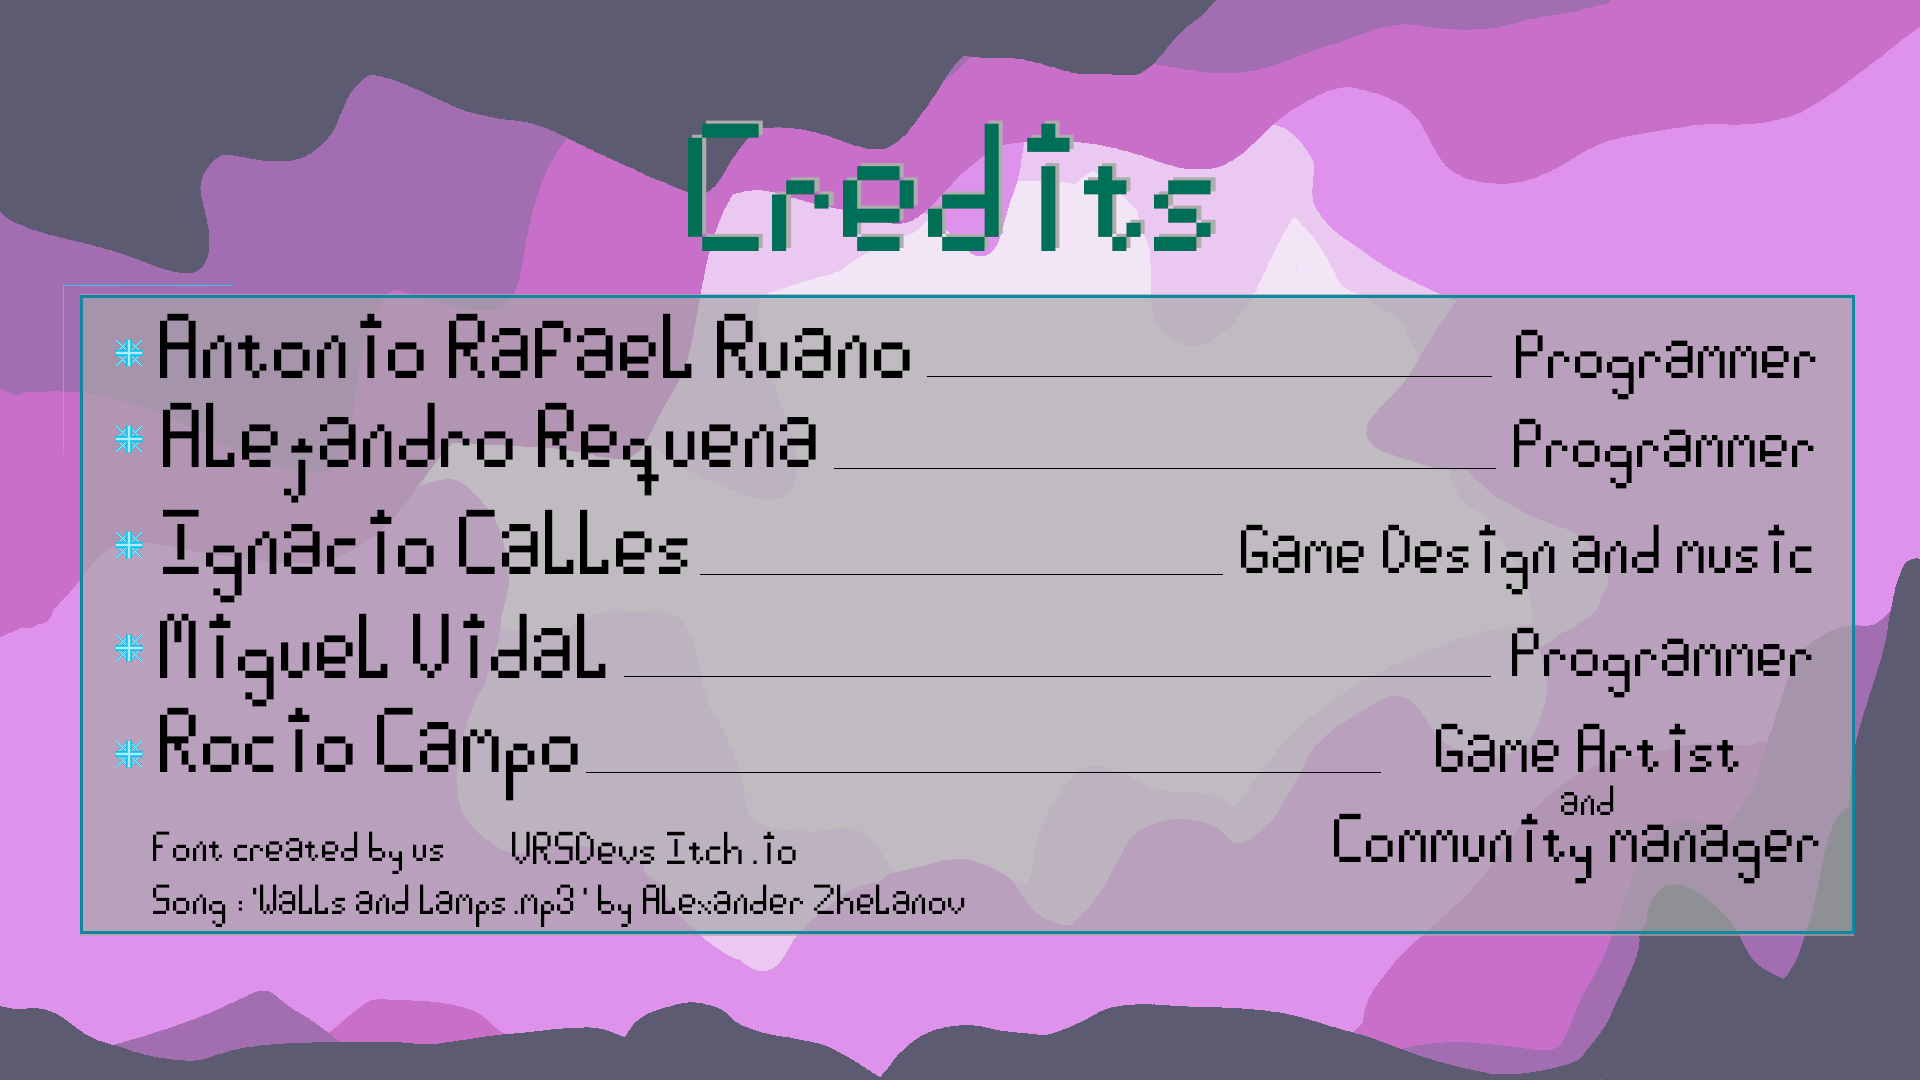 Credits
Antonio Rafael Ruano Programmer
Alejandro Requena Programmer
Ignacio Calles Game Design and music
Miguel Vidal Programmer
Rocio Campo Game Artist
and
Community manager
Font created by us VRSDevs Itch.io
Song : 'Walls and Lamps.mp3' by Alexander Zhelanov